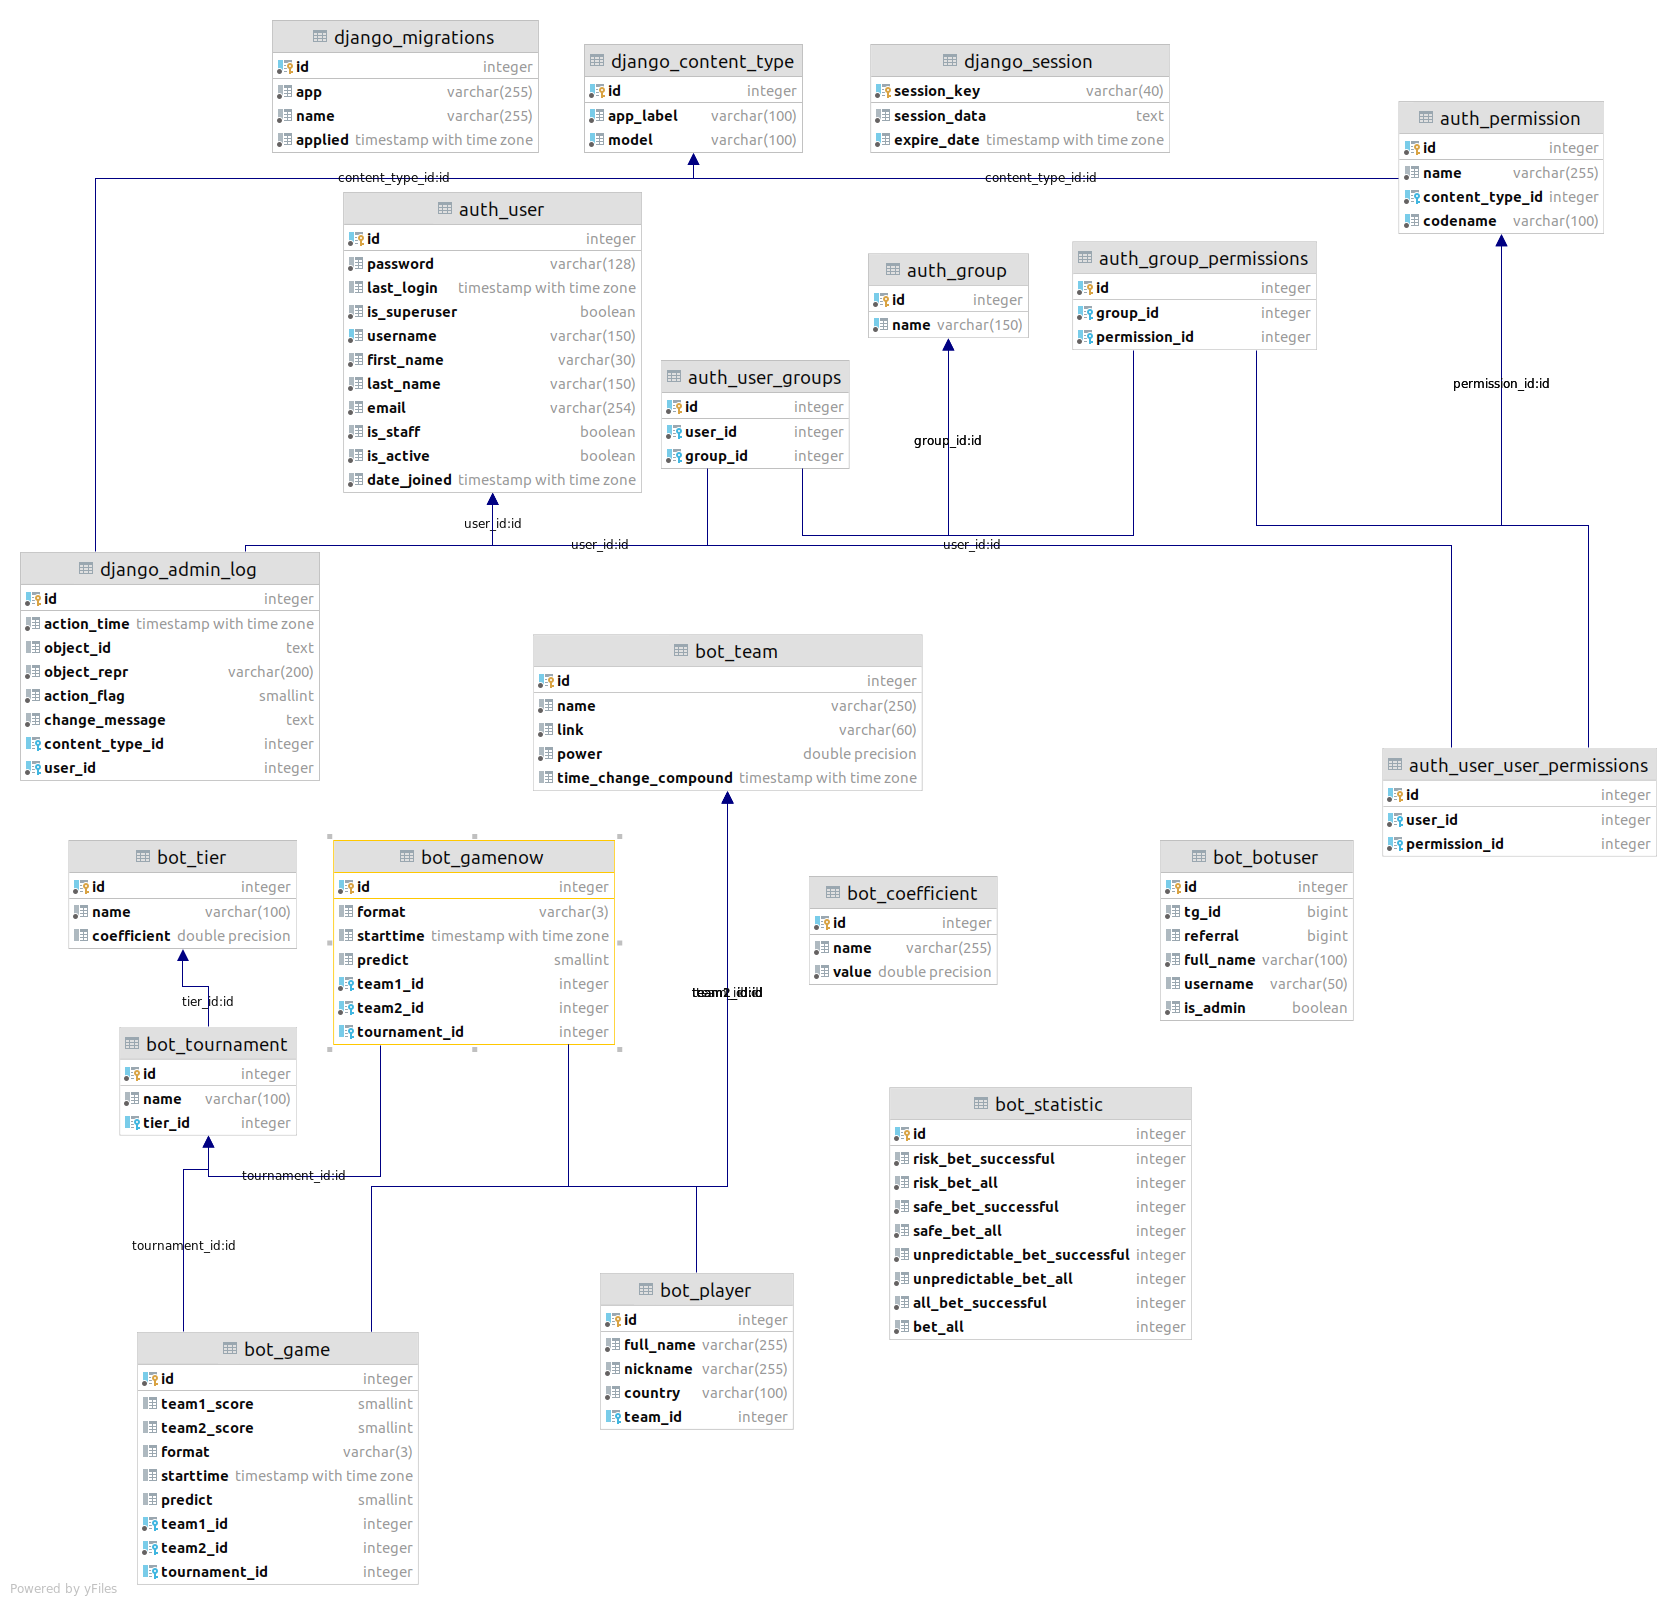 django_migrations
id integer
app varchar(255)
name varchar(255)
applied timestamp with time zone
django_content_type
id integer
app_label varchar(100)
model varchar(100)
django_session
session_key varchar(40)
session_data text
expire_date timestamp with time zone
auth_permission
id integer
name varchar(255)
content_type_id integer
codename varchar(100)
content_type_id:id
content_type_id:id
auth_user
id integer
password varchar(128)
last_login timestamp with time zone
is_superuser boolean
username varchar(150)
first_name varchar(30)
last_name varchar(150)
email varchar(254)
is_staff boolean
is_active boolean
date_joined timestamp with time zone
auth_group
id integer
name varchar(150)
auth_group_permissions
id integer
group_id integer
permission_id integer
auth_user_groups
id integer
user_id integer
group_id integer
permission_id:id
group_id:id
user_id:id
user_id:id
user_id:id
django_admin_log
id integer
action_time timestamp with time zone
object_id text
object_repr varchar(200)
action_flag smallint
change_message text
content_type_id integer
user_id integer
bot_team
id integer
name varchar(250)
link varchar(60)
power double precision
time_change_compound timestamp with time zone
auth_user_user_permissions
id integer
user_id integer
permission_id integer
bot_tier
id integer
name varchar(100)
coefficient double precision
bot_gamenow
id integer
format varchar(3)
starttime timestamp with time zone
predict smallint
team1_id integer
team2_id integer
tournament_id integer
bot_coefficient
id integer
name varchar(255)
value double precision
bot_botuser
id integer
tg_id bigint
referral bigint
full_name varchar(100)
username varchar(50)
is_admin boolean
tier_id:id
bot_tournament
id integer
name varchar(100)
tier_id integer
tournament_id:id
tournament_id:id
bot_statistic
id integer
risk_bet_successful integer
risk_bet_all integer
safe_bet_successful integer
safe_bet_all integer
unpredictable_bet_successful integer
unpredictable_bet_all integer
all_bet_successful integer
bet_all integer
bot_player
id integer
full_name varchar(255)
nickname varchar(255)
country varchar(100)
team_id integer
bot_game
id integer
team1_score smallint
team2_score smallint
format varchar(3)
starttime timestamp with time zone
predict smallint
team1_id integer
team2_id integer
tournament_id integer
Powered by yFiles